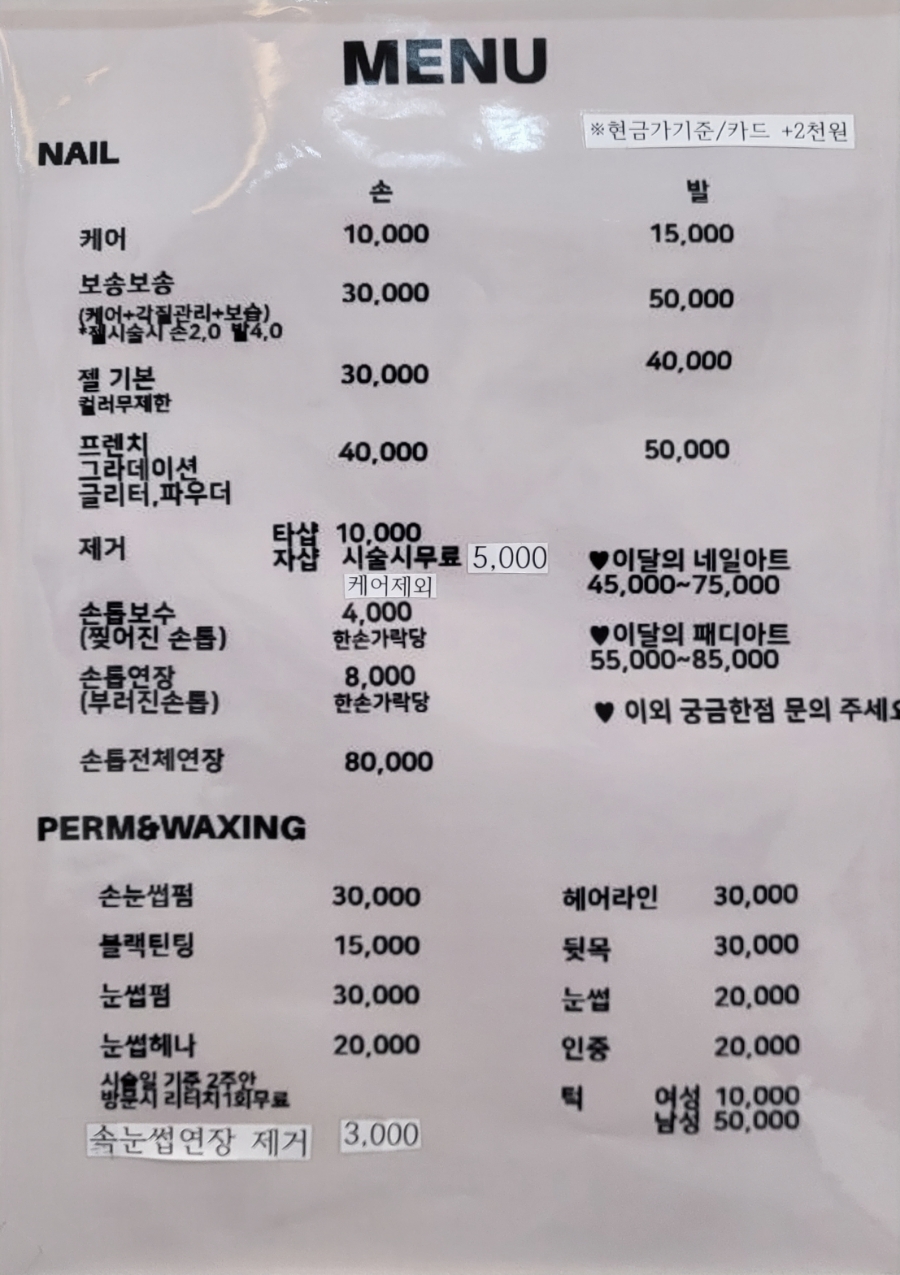 MENU
※현금가기준/카드 +2천원
NAIL
손 발
케어 10,000 15,000
보송보송 30,000 50,000
(케어+각질관리+보습)
*젤시술시 손2,0 발4,0
젤 기본 30,000 40,000
컬러무제한
프렌치
그라데이션 40,000 50,000
글리터,파우더
제거 타샵 10,000
자샵 시술시무료 5,000
케어제외
♥이달의 네일아트
45,000~75,000
손톱보수 4,000
(찢어진 손톱) 한손가락당
♥이달의 패디아트
55,000~85,000
손톱연장 8,000
(부러진손톱) 한손가락당
♥ 이외 궁금한점 문의 주세요
손톱전체연장 80,000
PERM&WAXING
손눈썹펌 30,000
블랙틴팅 15,000
눈썹펌 30,000
눈썹헤나 20,000
시술일 기준 2주안
방문시 리터치1회무료
속눈썹연장 제거 3,000
헤어라인 30,000
뒷목 30,000
눈썹 20,000
인중 20,000
턱 여성 10,000
남성 50,000